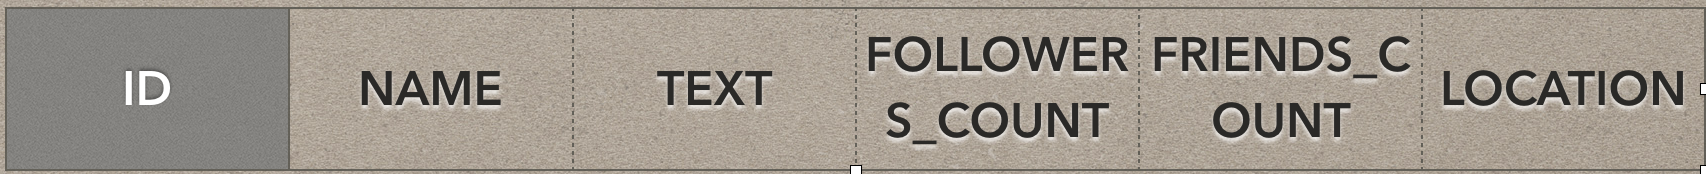 ID
NAME
TEXT
FOLLOWER
S_COUNT
FRIENDS_C
OUNT
LOCATION